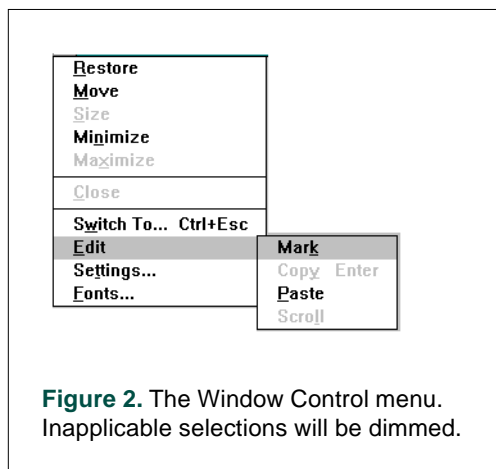 Restore
Move
Size
Minimize
Maximize
Close
Switch To... Ctrl+Esc
Edit
Mark
Settings...
Copy Enter
Fonts...
Paste
Scroll
Figure 2. The Window Control menu.
Inapplicable selections will be dimmed.